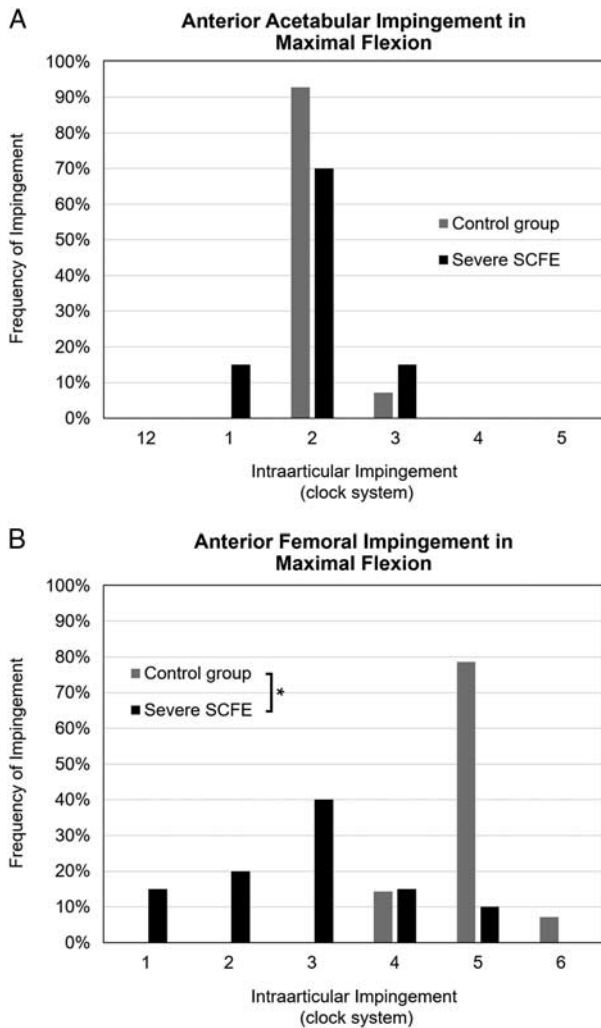 A
Anterior Acetabular Impingement in
Maximal Flexion
100%
90%
80%
70%
60%
50%
40%
30%
20%
10%
0%
Frequency of Impingement
Control group
Severe SCFE
12 1 2 3 4 5
Intraarticular Impingement
(clock system)
B
Anterior Femoral Impingement in
Maximal Flexion
100%
90%
80%
70%
60%
50%
40%
30%
20%
10%
0%
Frequency of Impingement
Control group
*
Severe SCFE
1 2 3 4 5 6
Intraarticular Impingement
(clock system)